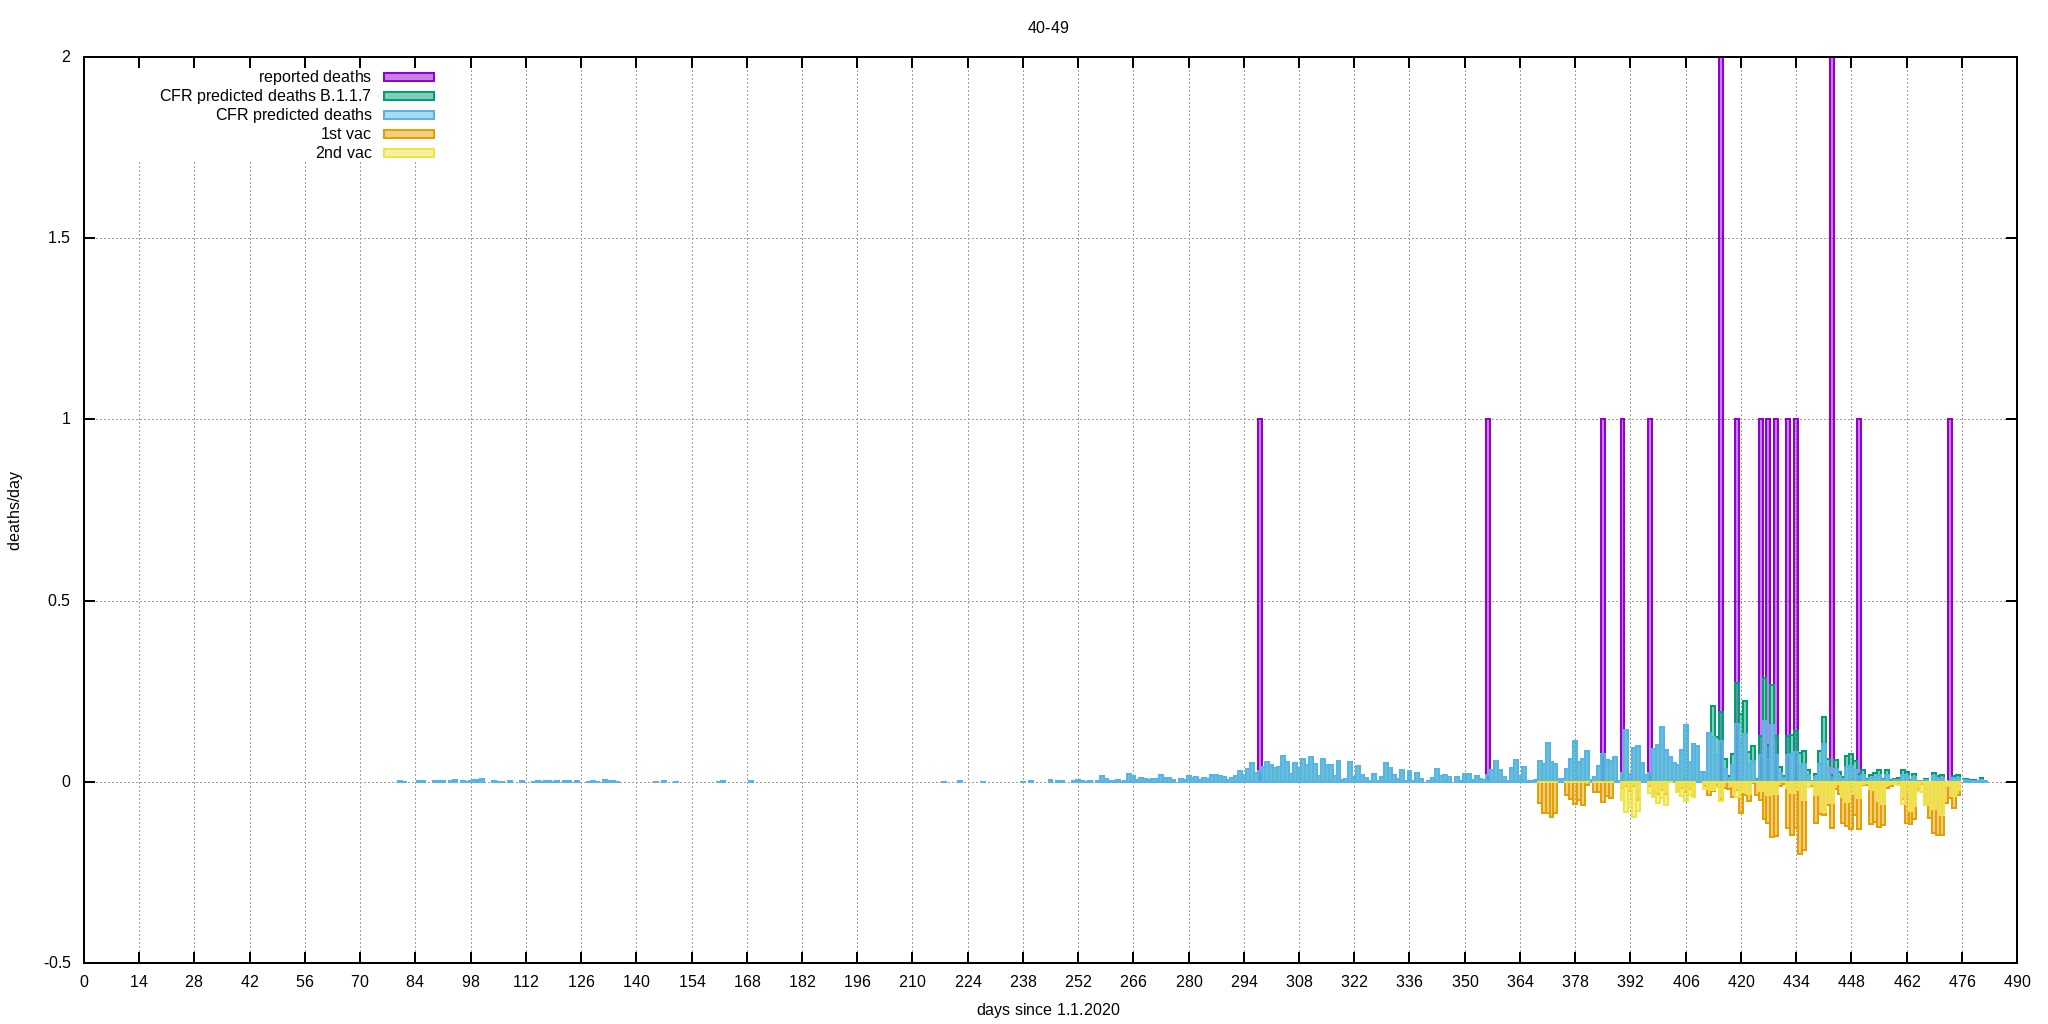 40-49
2
reported deaths
CFR predicted deaths B.1.1.7
CFR predicted deaths
1st vac
2nd vac
1.5
1
0.5
0
-0.5
deaths/day
0 14 28 42 56 70 84 98 112 126 140 154 168 182 196 210 224 238 252 266 280 294 308 322 336 350 364 378 392 406 420 434 448 462 476 490
days since 1.1.2020